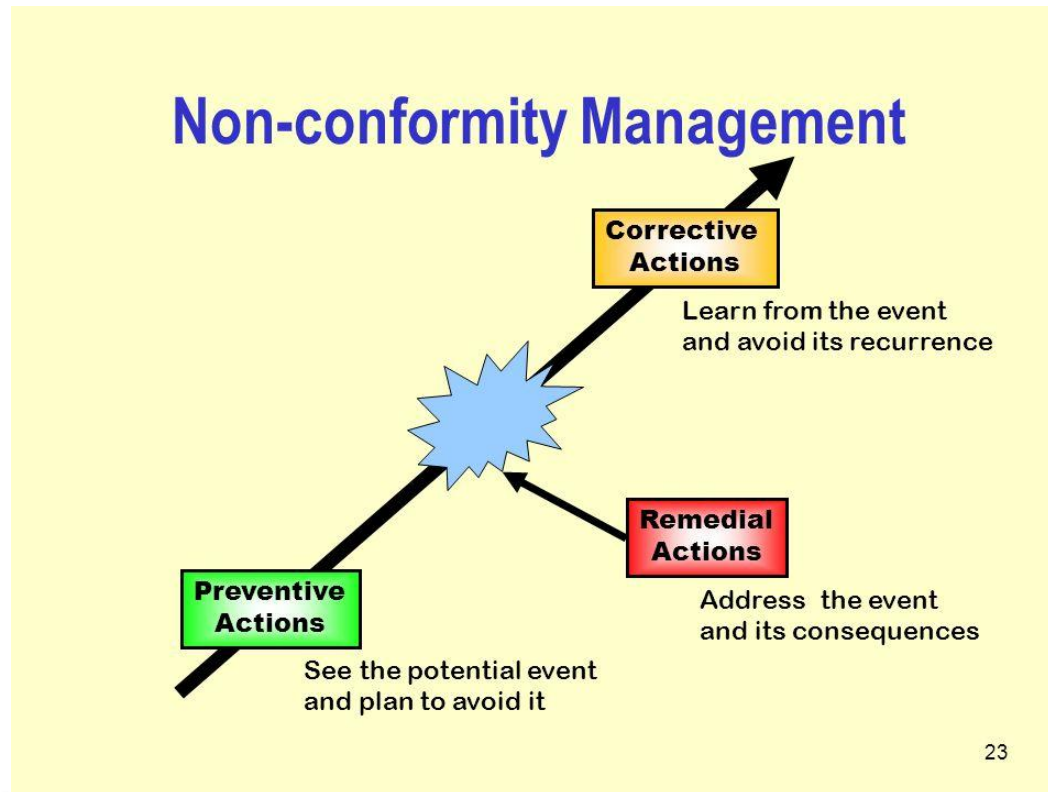 Non-conformity Management
Corrective
Actions
Learn from the event
and avoid its recurrence
Remedial
Actions
Address the event
and its consequences
Preventive
Actions
See the potential event
and plan to avoid it
23